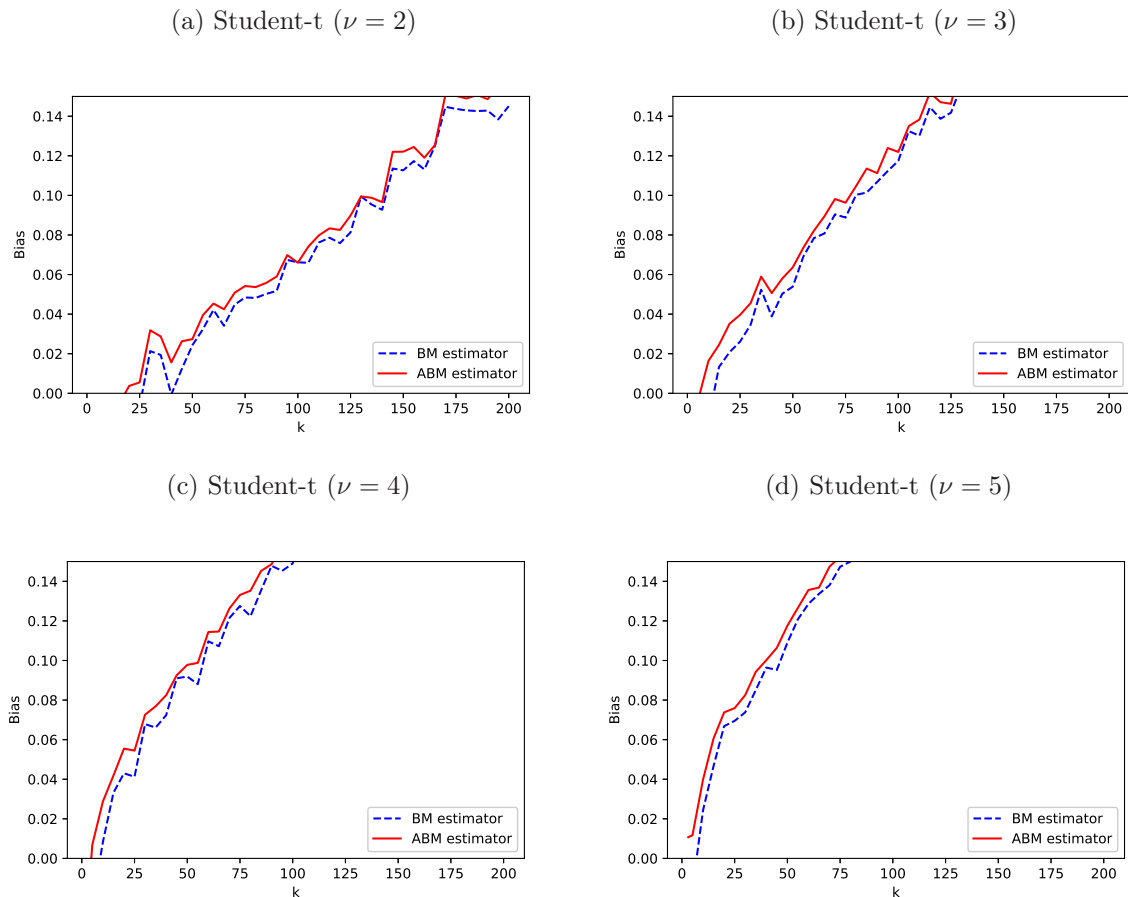 (a) Student-t (ν = 2)
(b) Student-t (ν = 3)
0.14
0.12
0.10
0.08
0.06
0.04
0.02
0.00
Bias
0 25 50 75 100 125 150 175 200
k
BM estimator
ABM estimator
0.14
0.12
0.10
0.08
0.06
0.04
0.02
0.00
Bias
0 25 50 75 100 125 150 175 200
k
BM estimator
ABM estimator
(c) Student-t (ν = 4)
(d) Student-t (ν = 5)
0.14
0.12
0.10
0.08
0.06
0.04
0.02
0.00
Bias
0 25 50 75 100 125 150 175 200
k
BM estimator
ABM estimator
0.14
0.12
0.10
0.08
0.06
0.04
0.02
0.00
Bias
0 25 50 75 100 125 150 175 200
k
BM estimator
ABM estimator